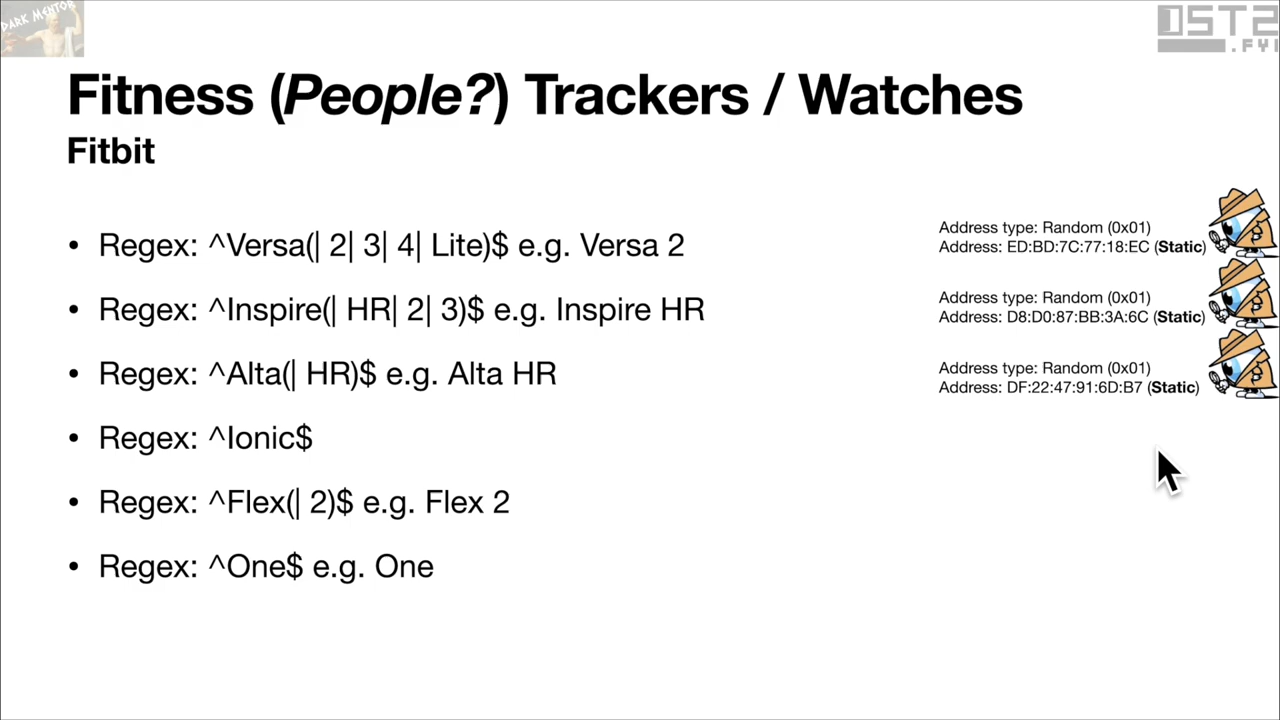 DARK MENTOR
OST2
.FYI
Fitness (People?) Trackers / Watches
Fitbit
• Regex: ^Versa(| 2| 3| 4| Lite)$ e.g. Versa 2
Address type: Random (0x01)
Address: ED:BD:7C:77:18:EC (Static)
• Regex: ^Inspire(| HR| 2| 3)$ e.g. Inspire HR
Address type: Random (0x01)
Address: D8:D0:87:BB:3A:6C (Static)
• Regex: ^Alta(| HR)$ e.g. Alta HR
Address type: Random (0x01)
Address: DF:22:47:91:6D:B7 (Static)
• Regex: ^Ionic$
• Regex: ^Flex(| 2)$ e.g. Flex 2
• Regex: ^One$ e.g. One